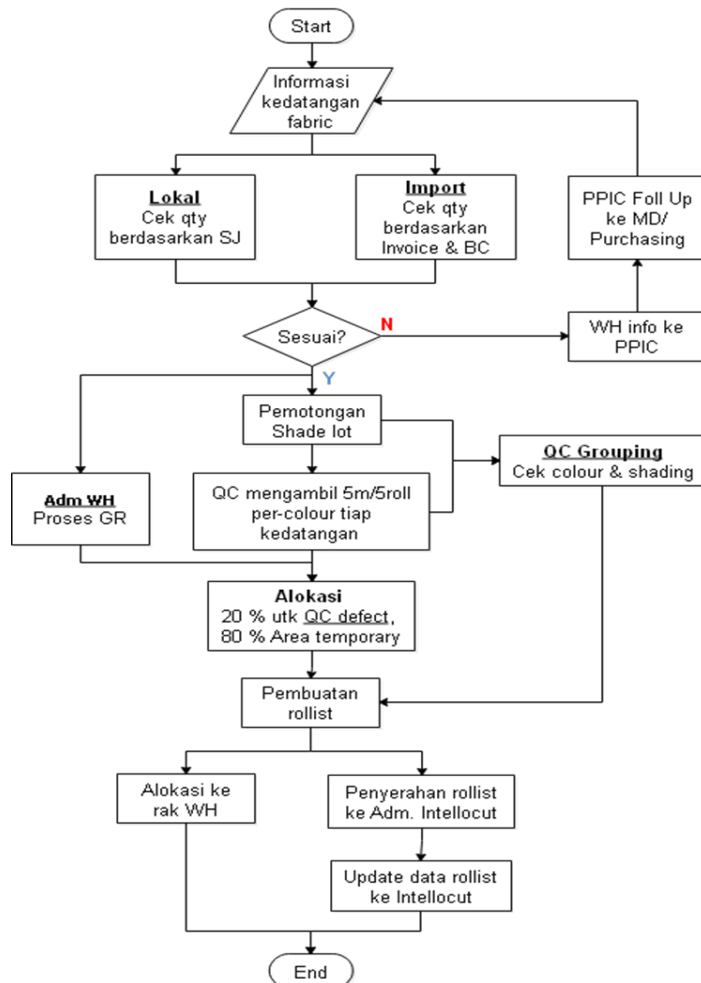 Start
Informasi
kedatangan
fabric
Lokal
Cek qty
berdasarkan SJ
Import
Cek qty
berdasarkan
Invoice & BC
PPIC Foll Up
ke MD/
Purchasing
Sesuai?
N
WH info ke
PPIC
Y
Pemotongan
Shade lot
QC Grouping
Cek colour & shading
Adm WH
Proses GR
QC mengambil 5m/5roll
per-colour tiap
kedatangan
Alokasi
20 % utk QC defect,
80 % Area temporary
Pembuatan
rollist
Alokasi ke
rak WH
Penyerahan rollist
ke Adm. Intellocut
Update data rollist
ke Intellocut
End